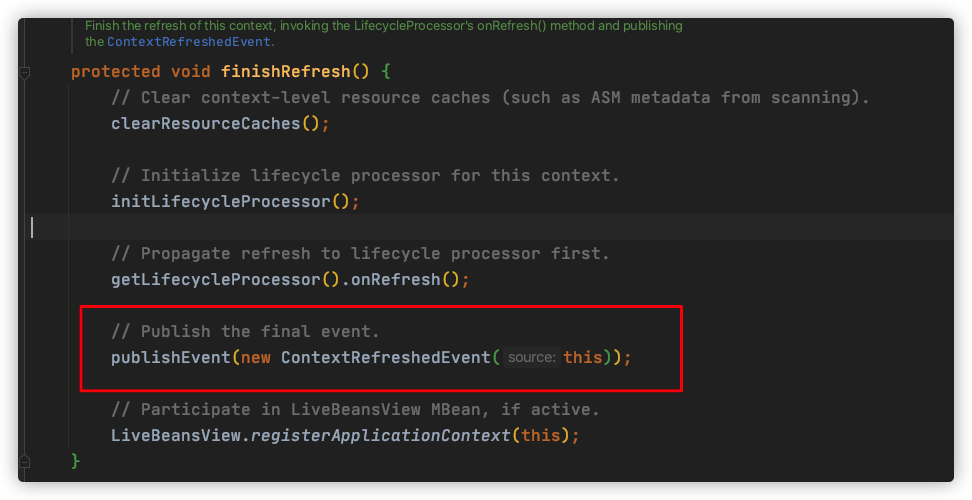 Finish the refresh of this context, invoking the LifecycleProcessor's onRefresh() method and publishing
the ContextRefreshedEvent.
protected void finishRefresh() {
// Clear context-level resource caches (such as ASM metadata from scanning).
clearResourceCaches();
// Initialize lifecycle processor for this context.
initLifecycleProcessor();
// Propagate refresh to lifecycle processor first.
getLifecycleProcessor().onRefresh();
// Publish the final event.
publishEvent(new ContextRefreshedEvent( source: this));
// Participate in LiveBeansView MBean, if active.
LiveBeansView.registerApplicationContext(this);
}